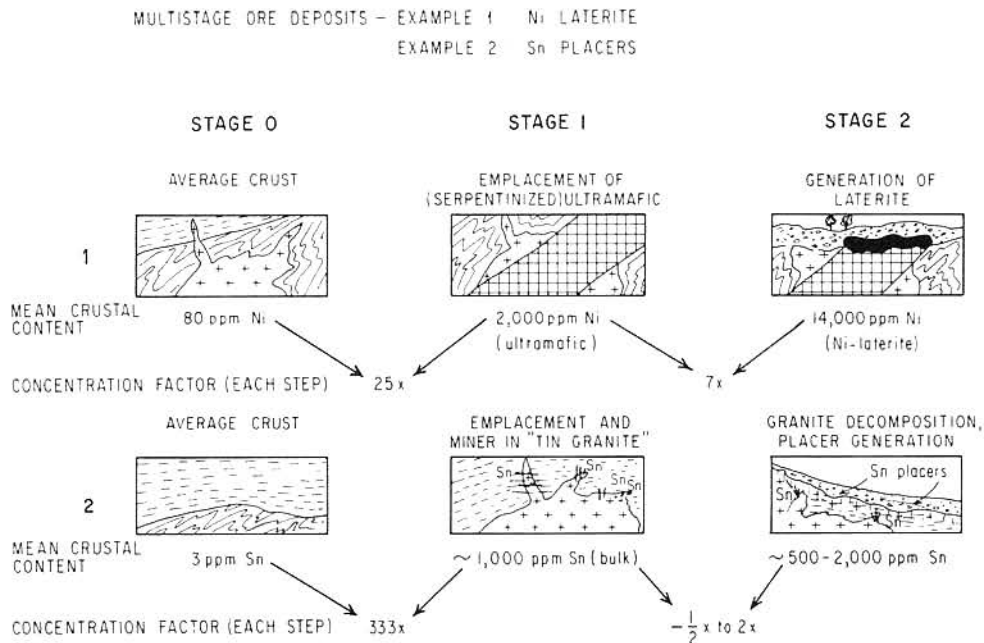 MULTISTAGE ORE DEPOSITS – EXAMPLE 1 Ni LATERITE
EXAMPLE 2 Sn PLACERS
STAGE 0 STAGE 1 STAGE 2
AVERAGE CRUST
EMPLACEMENT OF
(SERPENTINIZED) ULTRAMAFIC
GENERATION OF
LATERITE
1
MEAN CRUSTAL
CONTENT
80 ppm Ni
2,000 ppm Ni
(ultramafic)
14,000 ppm Ni
(Ni-laterite)
CONCENTRATION FACTOR (EACH STEP) 25x 7x
AVERAGE CRUST
EMPLACEMENT AND
MINER IN "TIN GRANITE"
GRANITE DECOMPOSITION,
PLACER GENERATION
Sn
Sn
Sn
Sn
Sn placers
Sn
Sn
2
MEAN CRUSTAL
CONTENT
3 ppm Sn
~ 1,000 ppm Sn (bulk)
~ 500-2,000 ppm Sn
CONCENTRATION FACTOR (EACH STEP) 333x – 1/2 x to 2x